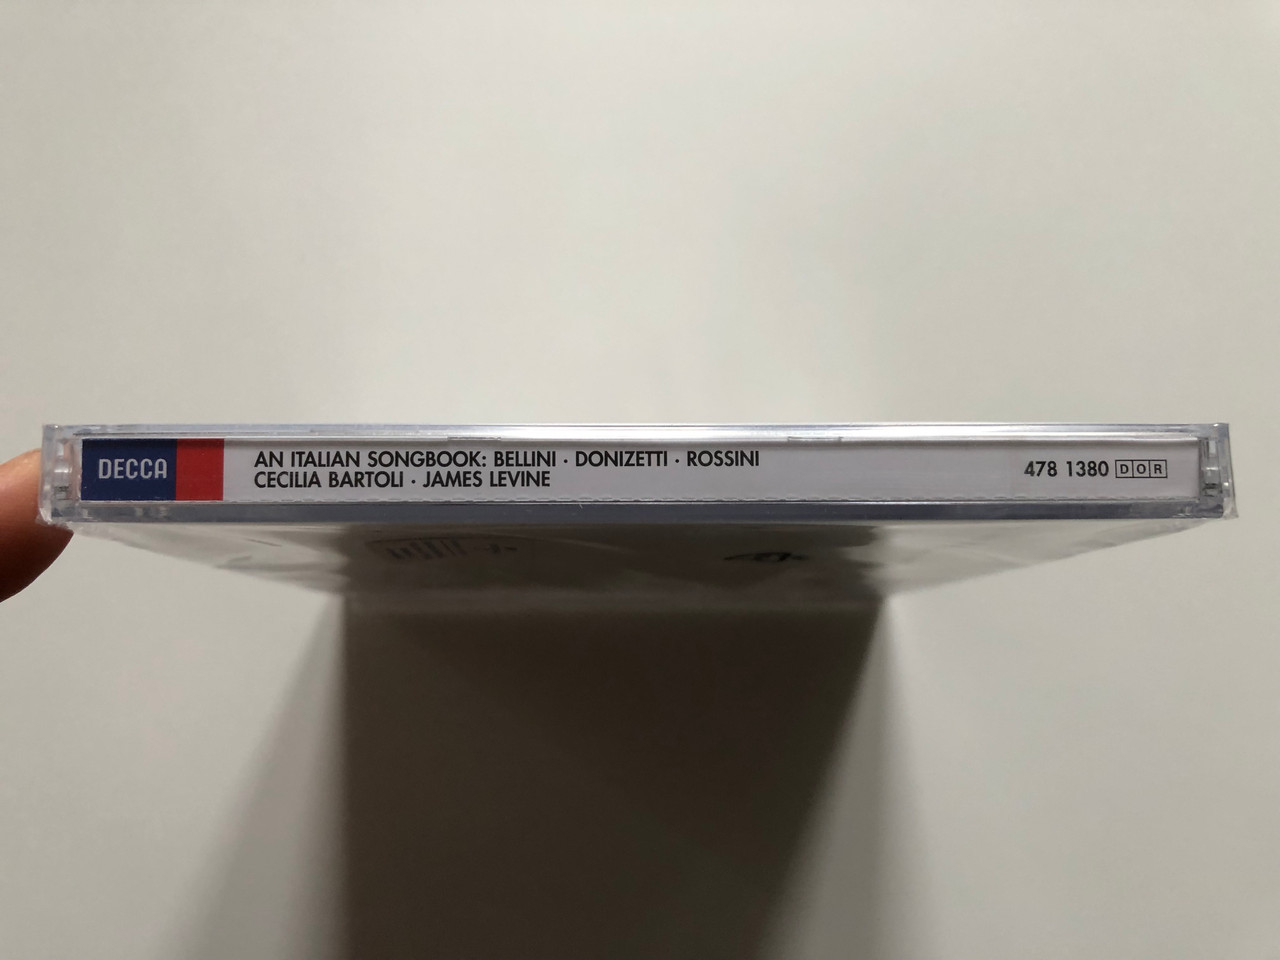 DECCA
AN ITALIAN SONGBOOK: BELLINI · DONIZETTI · ROSSINI
CECILIA BARTOLI · JAMES LEVINE
478 1380 DOR